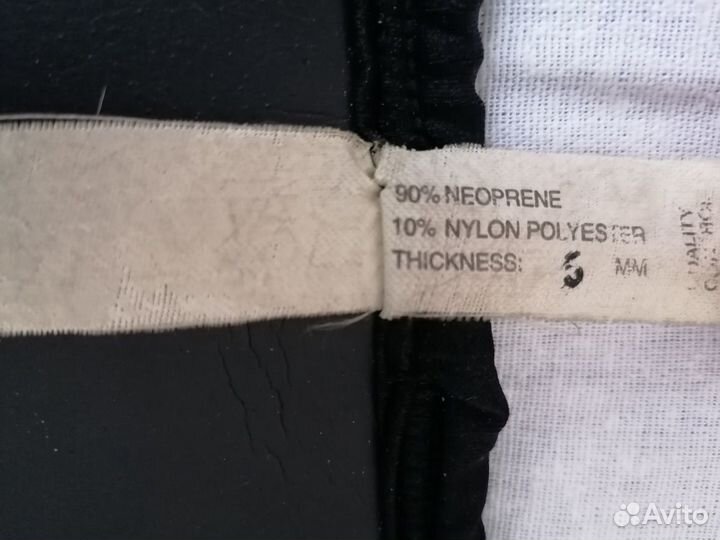 90% NEOPRENE
10% NYLON POLYESTER
THICKNESS: 5 MM
Avito